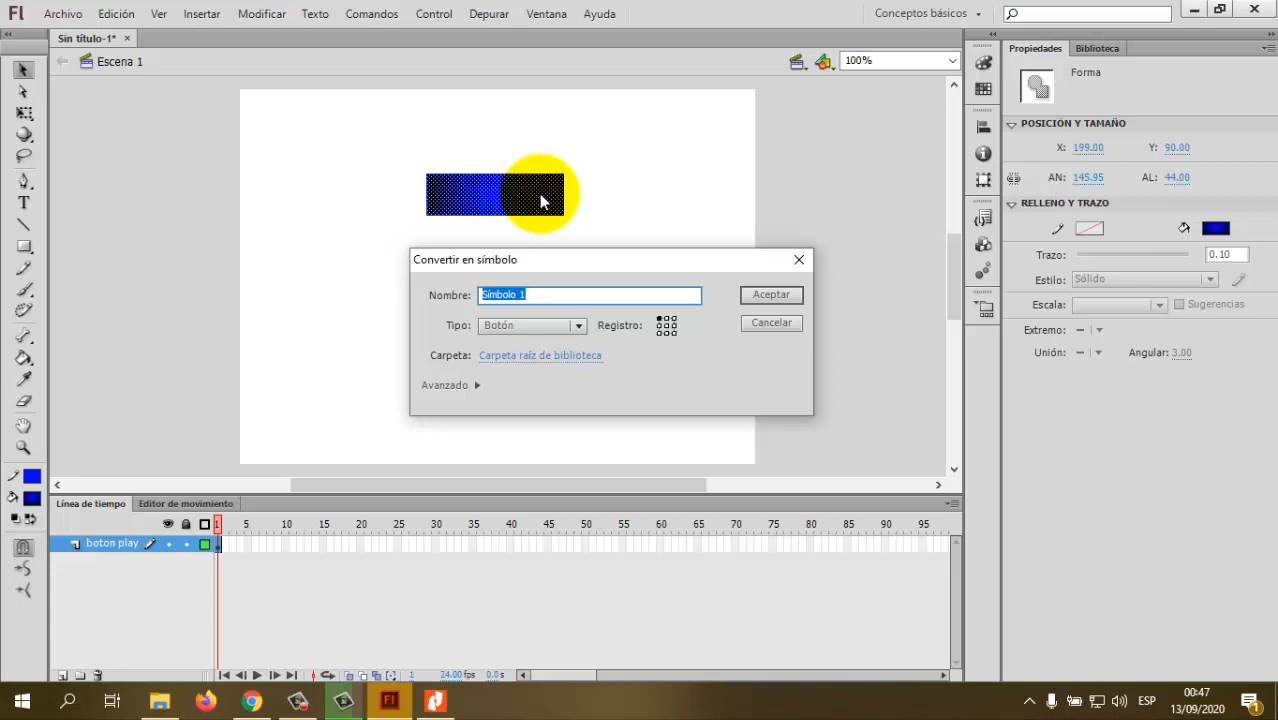 Fl Archivo Edición Ver Insertar Modificar Texto Comandos Control Depurar Ventana Ayuda Conceptos básicos
Sin título-1*
Escena 1 100%
Propiedades Biblioteca
Forma
POSICIÓN Y TAMAÑO
X: 199.00 Y: 90.00
AN: 145.95 AL: 44.00
RELLENO Y TRAZO
Trazo: 0.10
Estilo: Sólido
Escala: Sugerencias
Extremo:
Unión: Angular: 3.00
Convertir en símbolo
Nombre: Símbolo 1 Aceptar
Tipo: Botón Registro: Cancelar
Carpeta: Carpeta raíz de biblioteca
Avanzado
Línea de tiempo Editor de movimiento
1 5 10 15 20 25 30 35 40 45 50 55 60 65 70 75 80 85 90 95
boton play
1 24.00 fps 0.0 s
Fl ESP 00:47
13/09/2020 1